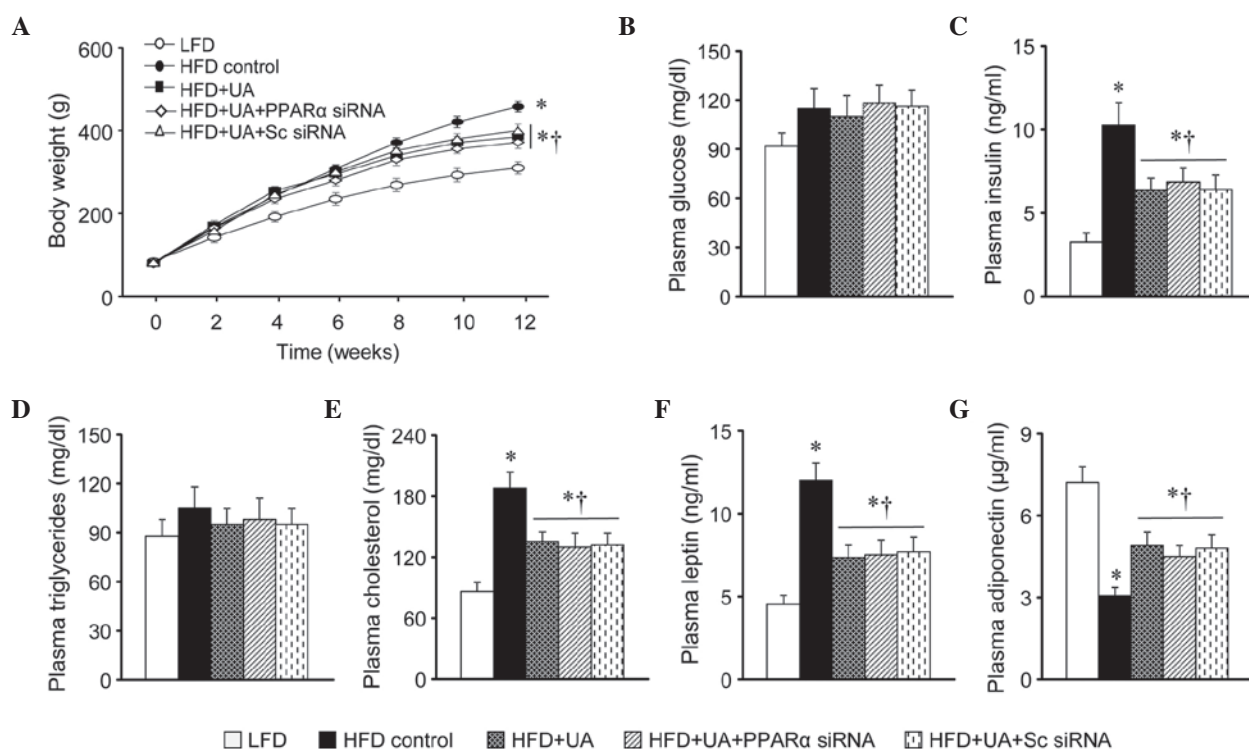 A
Body weight (g)
600
400
200
0
0 2 4 6 8 10 12
Time (weeks)
LFD
HFD control
HFD+UA
HFD+UA+PPARα siRNA
HFD+UA+Sc siRNA
*
*†
B
Plasma glucose (mg/dl)
150
120
90
60
30
0
C
Plasma insulin (ng/ml)
15
10
5
0
*
*†
D
Plasma triglycerides (mg/dl)
150
120
90
60
30
0
E
Plasma cholesterol (mg/dl)
240
180
120
60
0
*
*†
F
Plasma leptin (ng/ml)
15
10
5
0
*
*†
G
Plasma adiponectin (µg/ml)
9
6
3
0
*
*†
LFD HFD control HFD+UA HFD+UA+PPARα siRNA HFD+UA+Sc siRNA